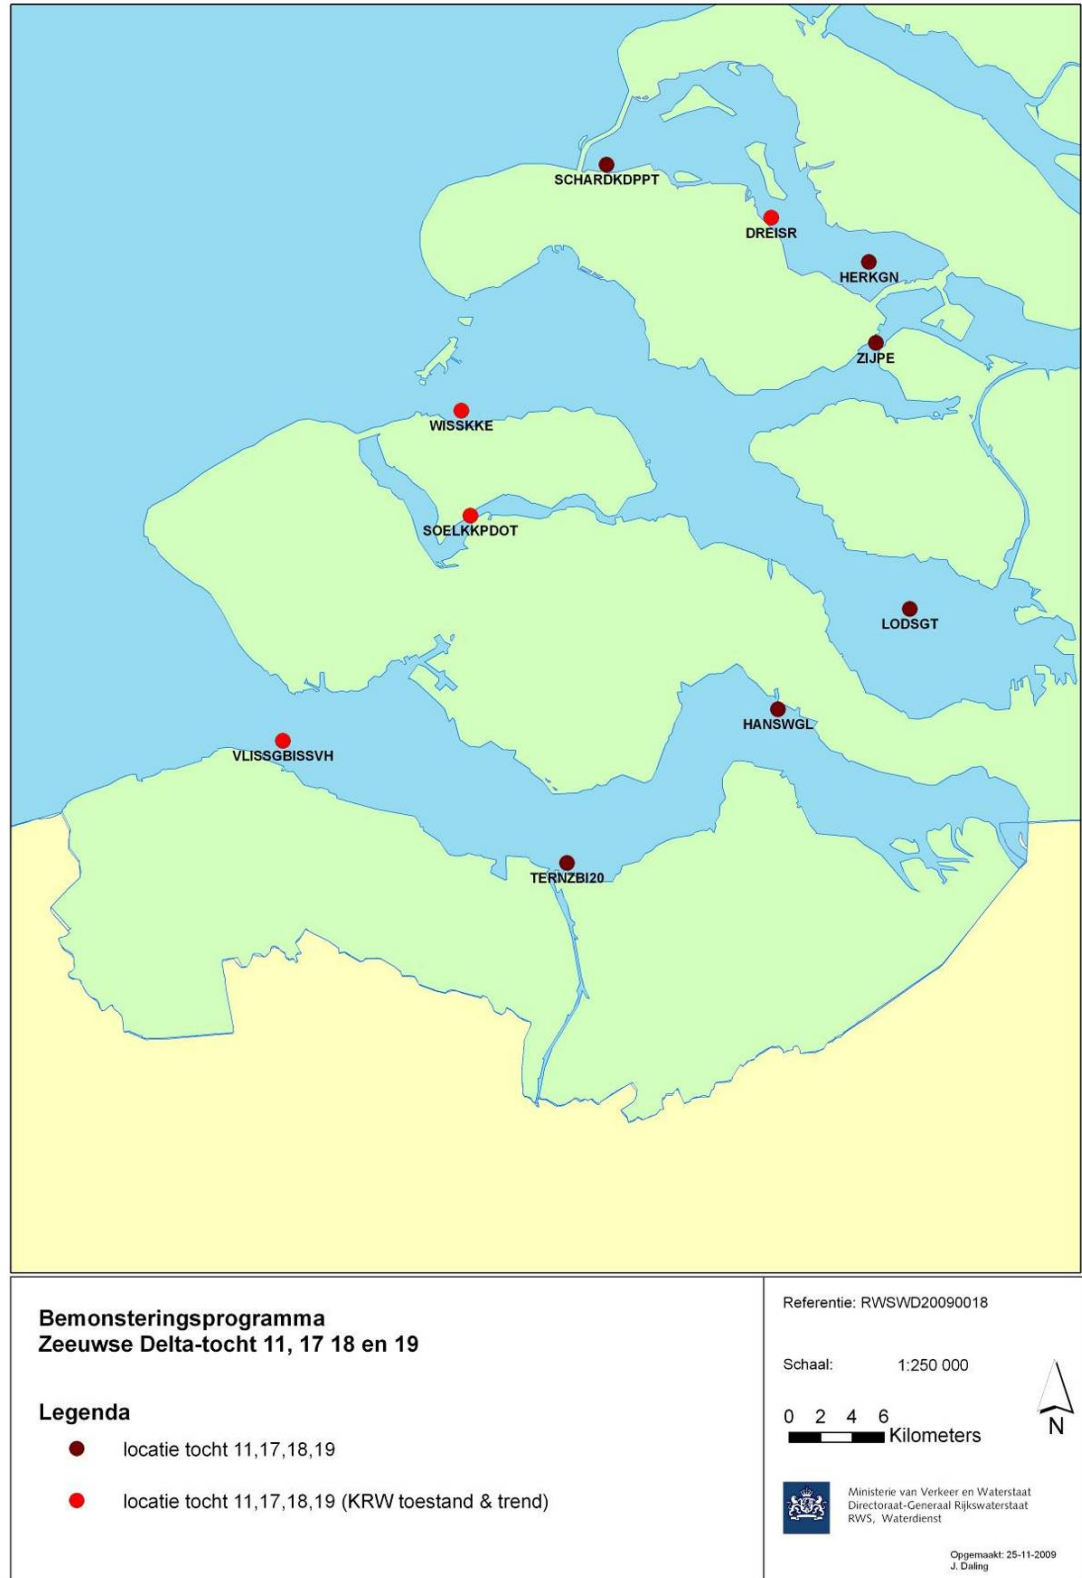 SCHARDKDPPT
DREISR
HERKGN
ZIJPE
WISSKKE
SOELKKPDOT
LODSGT
HANSWGL
VLISSGBISSVH
TERNZBI20
Bemonsteringsprogramma
Zeeuwse Delta-tocht 11, 17 18 en 19
Legenda
locatie tocht 11,17,18,19
locatie tocht 11,17,18,19 (KRW toestand & trend)
Referentie: RWSWD20090018
Schaal: 1:250 000
0 2 4 6
Kilometers
N
Ministerie van Verkeer en Waterstaat
Directoraat-Generaal Rijkswaterstaat
RWS, Waterdienst
Opgemaakt: 25-11-2009
J. Daling